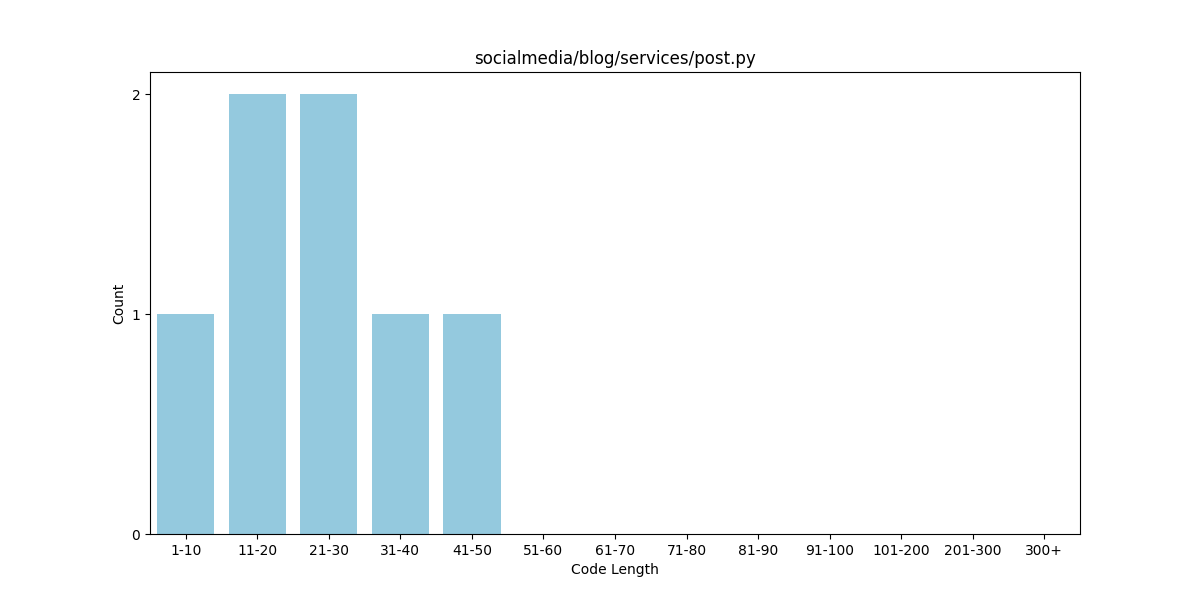 socialmedia/blog/services/post.py
2
1
0
Count
1-10 11-20 21-30 31-40 41-50 51-60 61-70 71-80 81-90 91-100 101-200 201-300 300+
Code Length